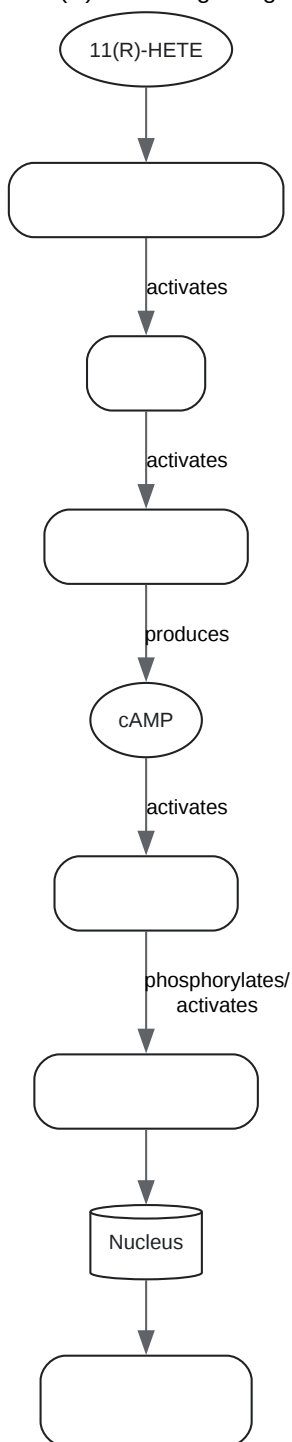 11(R)-HETE
activates
activates
produces
cAMP
activates
phosphorylates/
activates
Nucleus